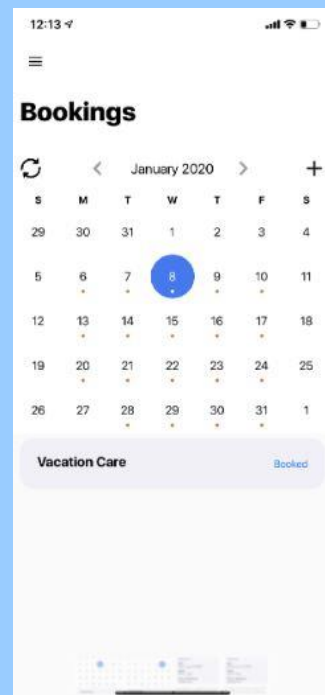 12:13
Bookings
January 2020
S M T W T F S
29 30 31 1 2 3 4
5 6 7 8 9 10 11
12 13 14 15 16 17 18
19 20 21 22 23 24 25
26 27 28 29 30 31 1
Vacation Care Booked